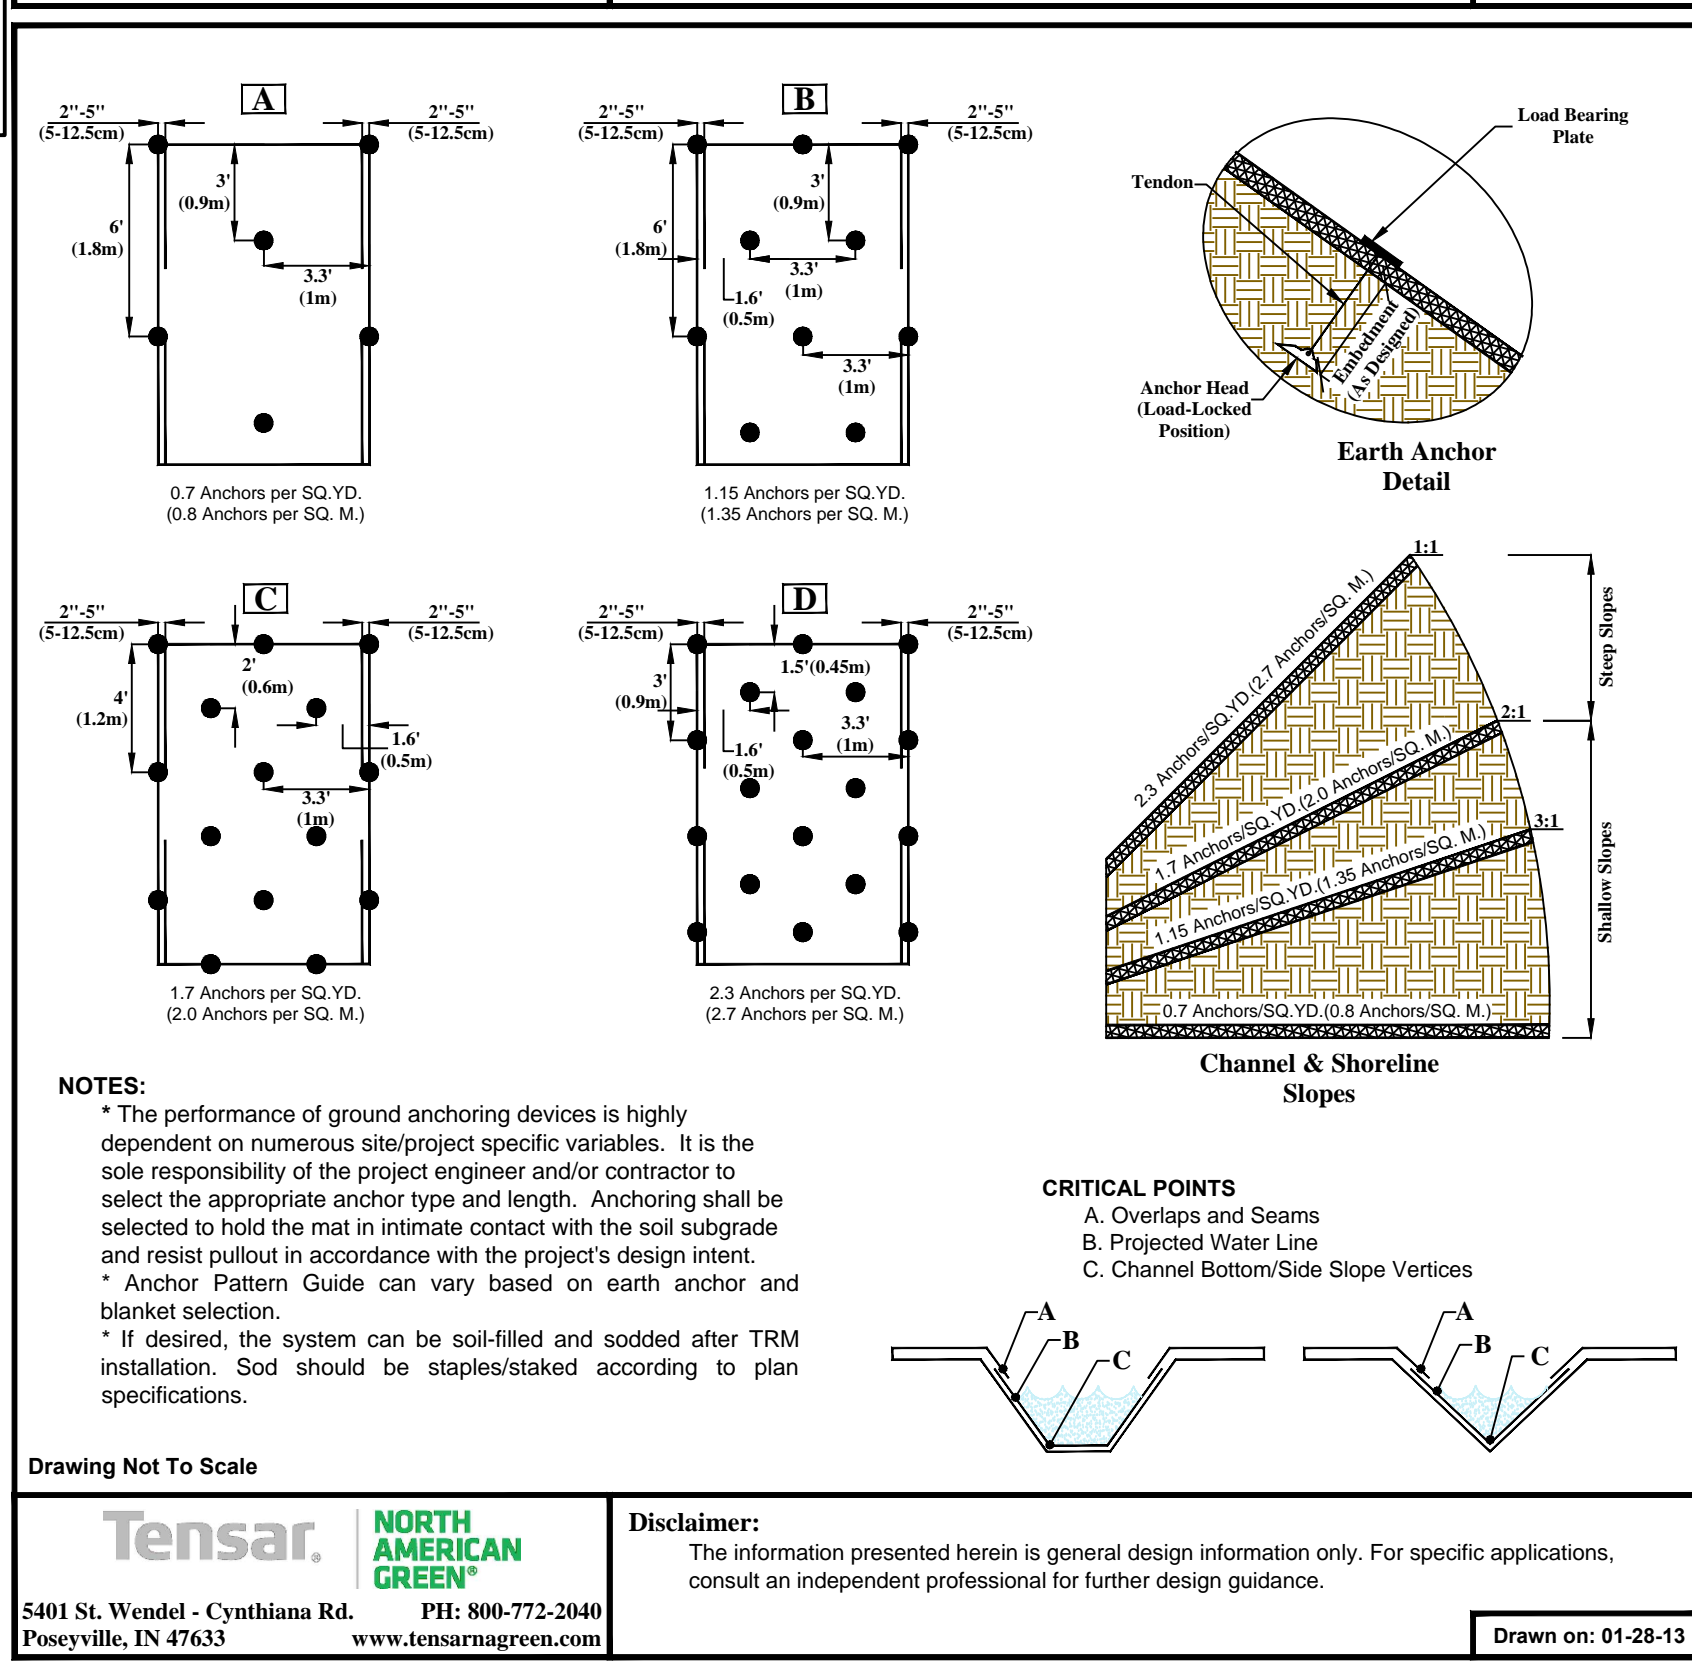 A
2"-5"
(5-12.5cm)
2"-5"
(5-12.5cm)
3'
(0.9m)
6'
(1.8m)
3.3'
(1m)
0.7 Anchors per SQ.YD.
(0.8 Anchors per SQ. M.)
B
2"-5"
(5-12.5cm)
2"-5"
(5-12.5cm)
3'
(0.9m)
6'
(1.8m)
3.3'
(1m)
1.6'
(0.5m)
3.3'
(1m)
1.15 Anchors per SQ.YD.
(1.35 Anchors per SQ. M.)
Load Bearing
Plate
Tendon
Embedment
(As Designed)
Anchor Head
(Load-Locked
Position)
Earth Anchor
Detail
C
2"-5"
(5-12.5cm)
2"-5"
(5-12.5cm)
2'
(0.6m)
4'
(1.2m)
1.6'
(0.5m)
3.3'
(1m)
1.7 Anchors per SQ.YD.
(2.0 Anchors per SQ. M.)
D
2"-5"
(5-12.5cm)
2"-5"
(5-12.5cm)
1.5'(0.45m)
3'
(0.9m)
3.3'
(1m)
1.6'
(0.5m)
2.3 Anchors per SQ.YD.
(2.7 Anchors per SQ. M.)
1:1
2.3 Anchors/SQ.YD.(2.7 Anchors/SQ. M.)
Steep Slopes
2:1
1.7 Anchors/SQ.YD.(2.0 Anchors/SQ. M.)
3:1
1.15 Anchors/SQ.YD.(1.35 Anchors/SQ. M.)
Shallow Slopes
0.7 Anchors/SQ.YD.(0.8 Anchors/SQ. M.)
Channel & Shoreline
Slopes
NOTES:
* The performance of ground anchoring devices is highly
dependent on numerous site/project specific variables. It is the
sole responsibility of the project engineer and/or contractor to
select the appropriate anchor type and length. Anchoring shall be
selected to hold the mat in intimate contact with the soil subgrade
and resist pullout in accordance with the project's design intent.
* Anchor Pattern Guide can vary based on earth anchor and
blanket selection.
* If desired, the system can be soil-filled and sodded after TRM
installation. Sod should be staples/staked according to plan
specifications.
CRITICAL POINTS
A. Overlaps and Seams
B. Projected Water Line
C. Channel Bottom/Side Slope Vertices
A
B
C
A
B
C
Drawing Not To Scale
Tensar.®
NORTH
AMERICAN
GREEN®
5401 St. Wendel - Cynthiana Rd. PH: 800-772-2040
Poseyville, IN 47633 www.tensarnagreen.com
Disclaimer:
The information presented herein is general design information only. For specific applications,
consult an independent professional for further design guidance.
Drawn on: 01-28-13